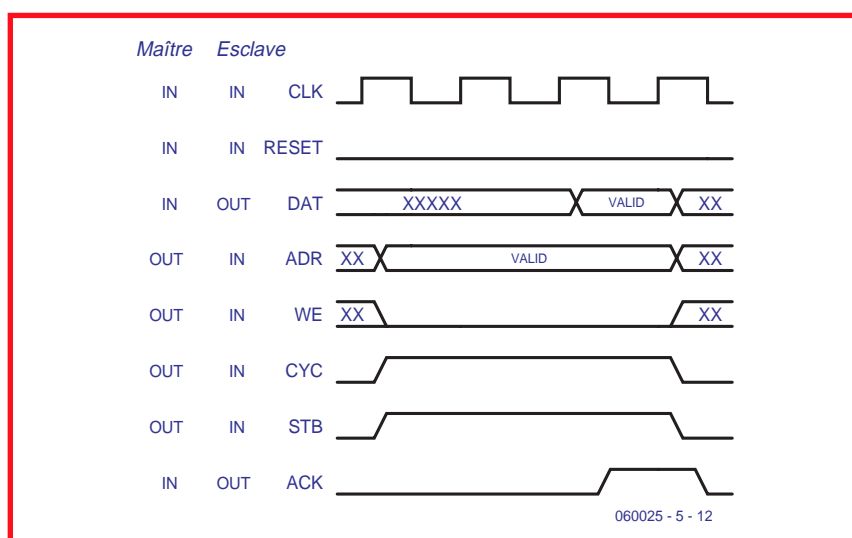 Maître Esclave
IN IN CLK
IN IN RESET
IN OUT DAT XXXXX VALID XX
OUT IN ADR XX VALID XX
OUT IN WE XX XX
OUT IN CYC
OUT IN STB
IN OUT ACK
060025 - 5 - 12